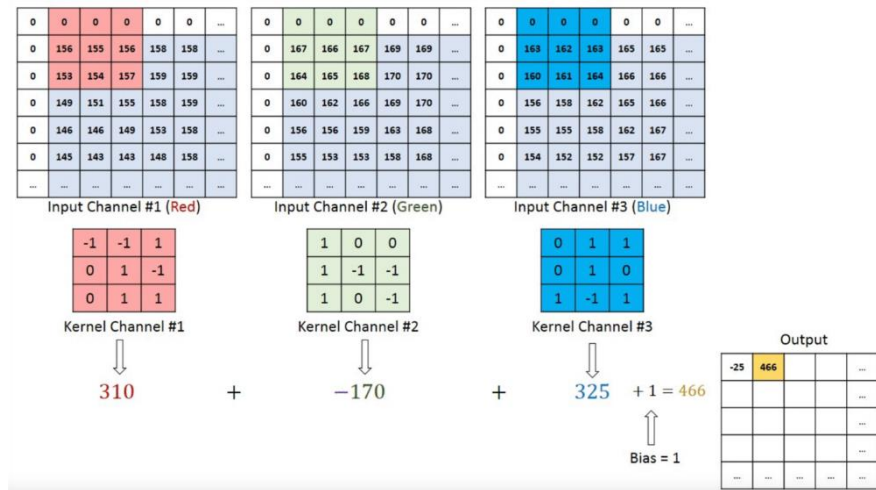 0 0 0 0 0 0 ...
0 156 155 156 158 158 ...
0 153 154 157 159 159 ...
0 149 151 155 158 159 ...
0 146 146 149 153 158 ...
0 145 143 143 148 158 ...
... ... ... ... ... ... ...
Input Channel #1 (Red)
0 0 0 0 0 0 ...
0 167 166 167 169 169 ...
0 164 165 168 170 170 ...
0 160 162 166 169 170 ...
0 156 156 159 163 168 ...
0 155 153 153 158 168 ...
... ... ... ... ... ... ...
Input Channel #2 (Green)
0 0 0 0 0 0 ...
0 163 162 163 165 165 ...
0 160 161 164 166 166 ...
0 156 158 162 165 166 ...
0 155 155 158 162 167 ...
0 154 152 152 157 167 ...
... ... ... ... ... ... ...
Input Channel #3 (Blue)
-1 -1 1
0 1 -1
0 1 1
Kernel Channel #1
1 0 0
1 -1 -1
1 0 -1
Kernel Channel #2
0 1 1
0 1 0
1 -1 1
Kernel Channel #3
310 + −170 + 325 + 1 = 466
Bias = 1
Output
-25 466 ...
...
...
...
... ... ... ... ...